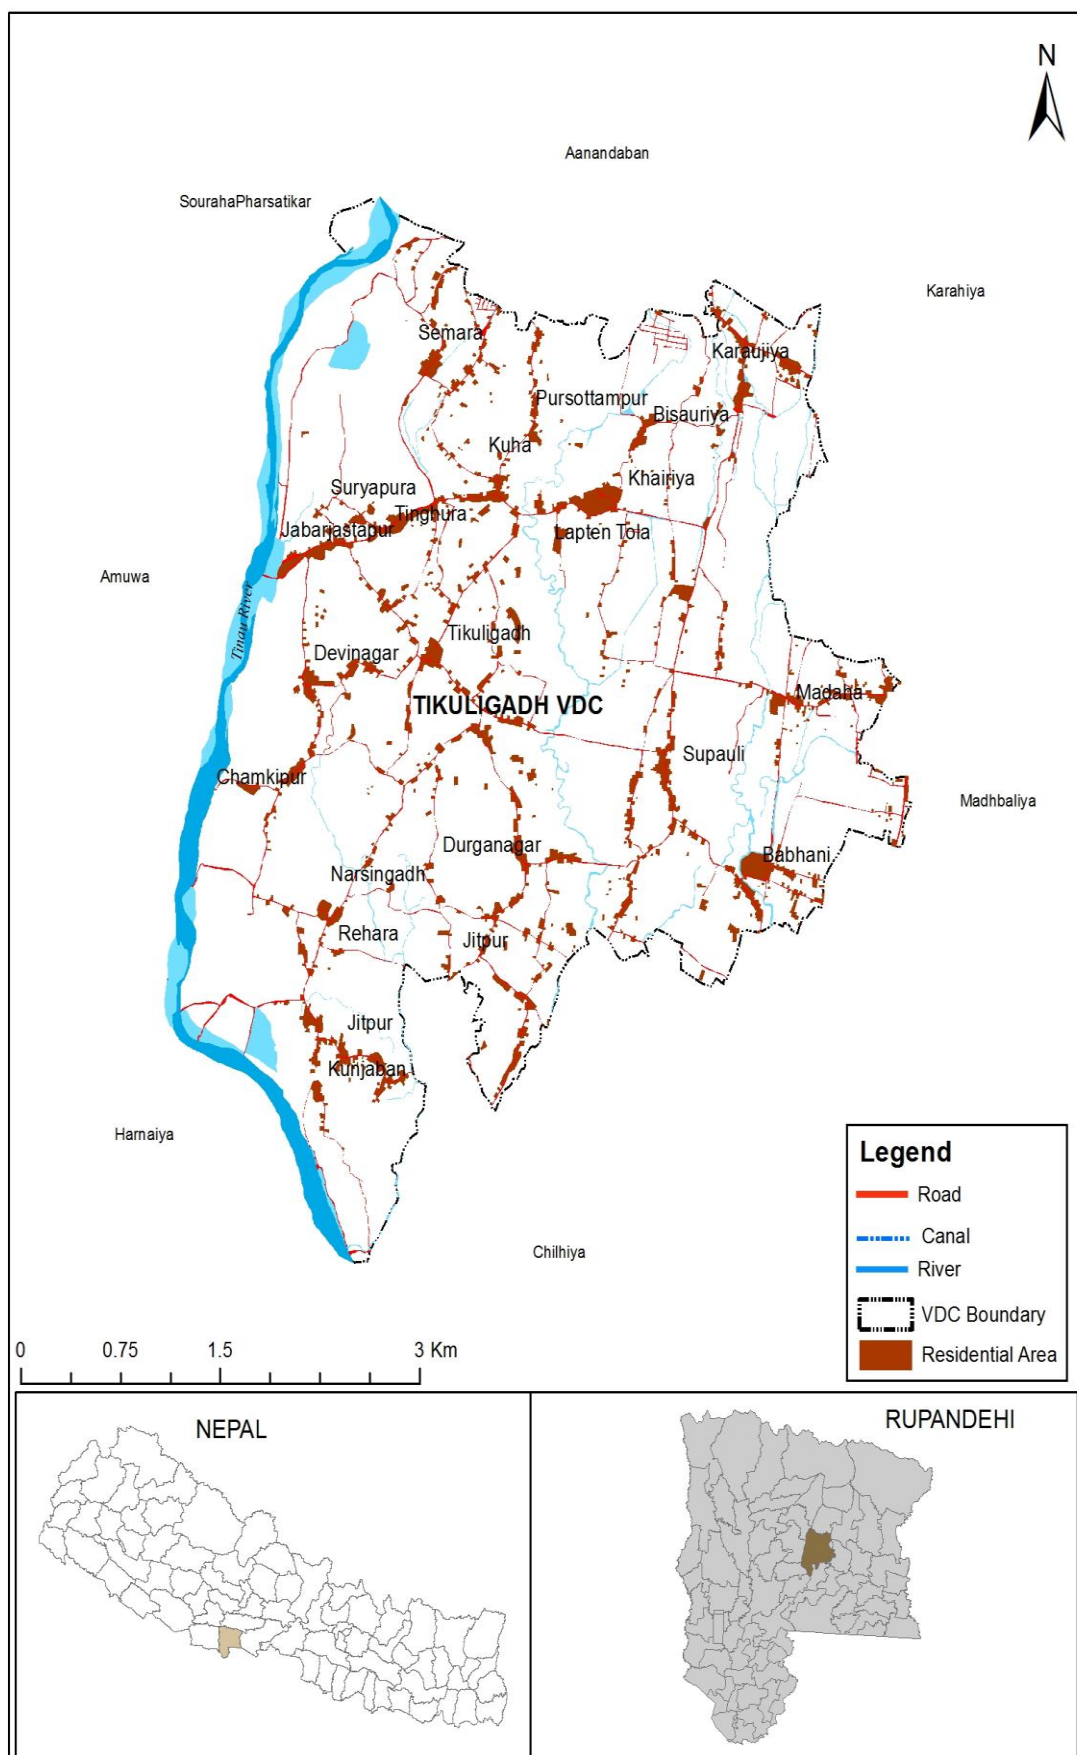 N
Aanandaban
SourahaPharsatikar
Karahiya
Semara
Karaujiya
Pursottampur
Bisauriya
Kuha
Khairiya
Suryapura
Tinghura
Jabarjastapur
Lapten Tola
Amuwa
Tinau River
Tikuligadh
Devinagar
Madaha
TIKULIGADH VDC
Supauli
Chamkipur
Madhbaliya
Durganagar
Babhani
Narsingadh
Rehara
Jitpur
Jitpur
Kunjaban
Harnaiya
Chilhiya
Legend
Road
Canal
River
VDC Boundary
Residential Area
0 0.75 1.5 3 Km
NEPAL
RUPANDEHI